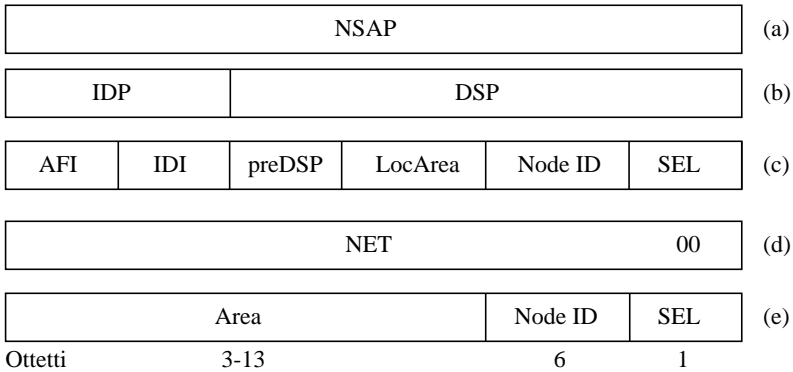 NSAP (a)
IDP DSP (b)
AFI IDI preDSP LocArea Node ID SEL (c)
NET 00 (d)
Area Node ID SEL (e)
Ottetti 3-13 6 1